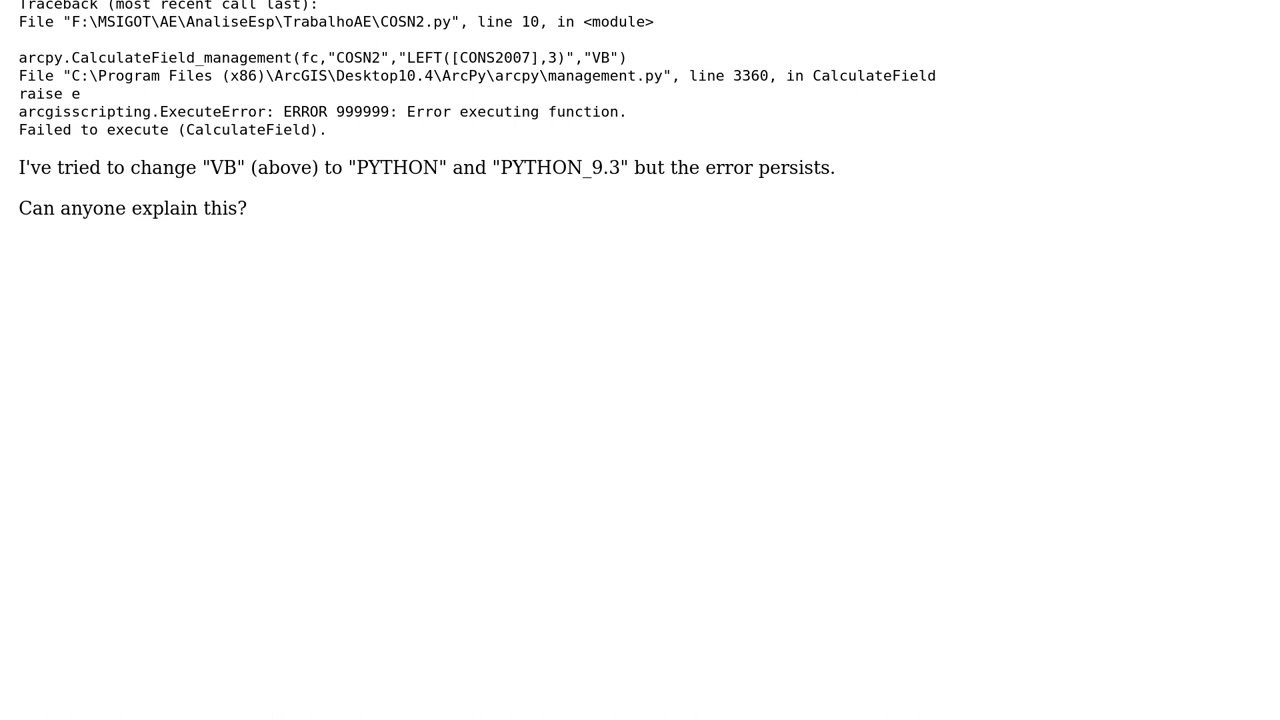 Traceback (most recent call last):
File "F:\MSIGOT\AE\AnaliseEsp\TrabalhoAE\COSN2.py", line 10, in <module>
arcpy.CalculateField_management(fc,"COSN2","LEFT([CONS2007],3)","VB")
File "C:\Program Files (x86)\ArcGIS\Desktop10.4\ArcPy\arcpy\management.py", line 3360, in CalculateField
raise e
arcgisscripting.ExecuteError: ERROR 999999: Error executing function.
Failed to execute (CalculateField).
I've tried to change "VB" (above) to "PYTHON" and "PYTHON_9.3" but the error persists.
Can anyone explain this?